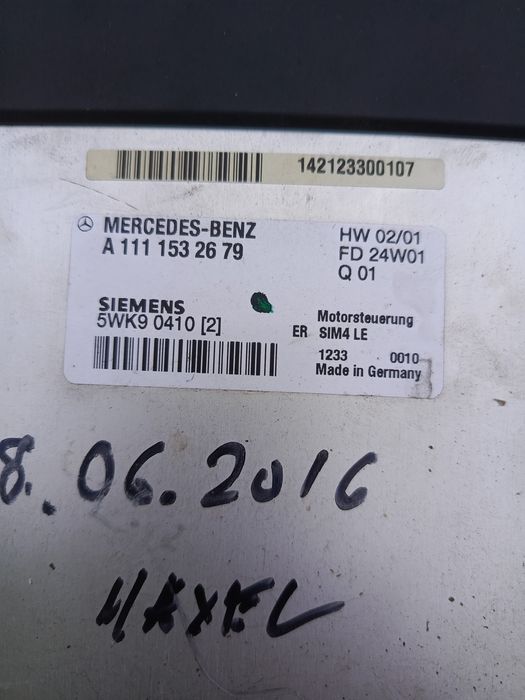 142123300107
MERCEDES-BENZ
A 111 153 26 79
HW 02/01
FD 24W01
Q 01
SIEMENS
5WK9 0410 [2]
Motorsteuerung
ER SIM4 LE
1233 0010
Made in Germany
8.06.2016